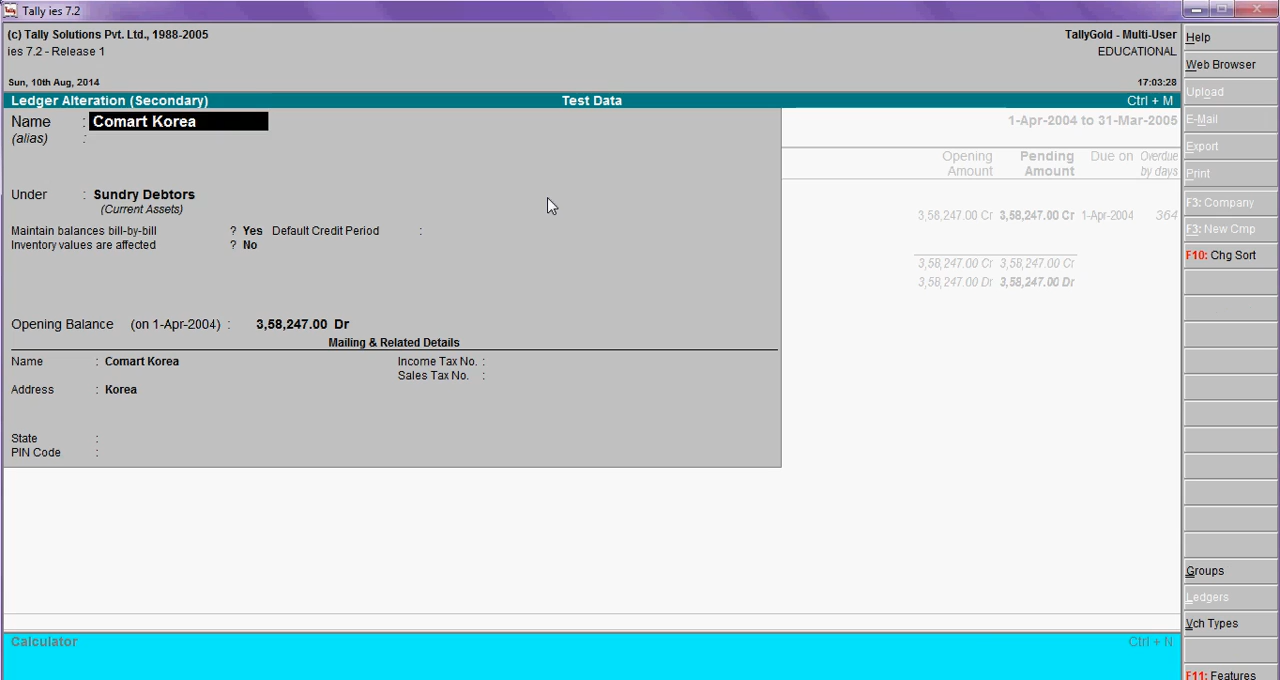 Tally ies 7.2
(c) Tally Solutions Pvt. Ltd., 1988-2005
TallyGold - Multi-User
ies 7.2 - Release 1
EDUCATIONAL
Sun, 10th Aug, 2014
17:03:28
Ledger Alteration (Secondary)
Test Data
Ctrl + M
Name : Comart Korea
(alias) :
1-Apr-2004 to 31-Mar-2005
Opening Amount
Pending Amount
Due on
Overdue by days
Under : Sundry Debtors
(Current Assets)
3,58,247.00 Cr 3,58,247.00 Cr 1-Apr-2004 364
Maintain balances bill-by-bill ? Yes Default Credit Period :
Inventory values are affected ? No
3,58,247.00 Cr 3,58,247.00 Cr
3,58,247.00 Dr 3,58,247.00 Dr
Opening Balance (on 1-Apr-2004) : 3,58,247.00 Dr
Mailing & Related Details
Name : Comart Korea
Income Tax No. :
Sales Tax No. :
Address : Korea
State :
PIN Code :
Calculator
Ctrl + N
Help
Web Browser
Upload
E-Mail
Export
Print
F3: Company
F3: New Cmp
F10: Chg Sort
Groups
Ledgers
Vch Types
F11: Features